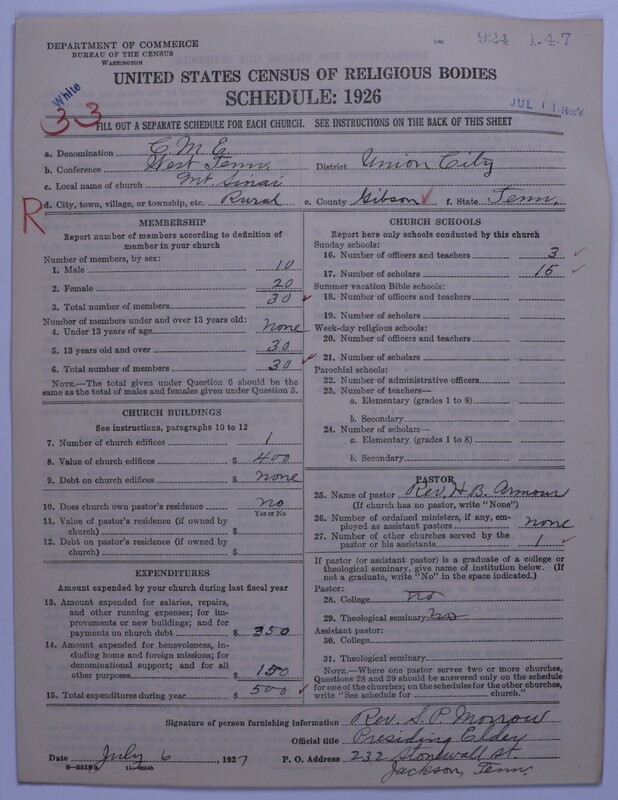 924 1-47
DEPARTMENT OF COMMERCE
BUREAU OF THE CENSUS
WASHINGTON
UNITED STATES CENSUS OF RELIGIOUS BODIES
SCHEDULE: 1926
White
33
JUL 11 Rec'd
FILL OUT A SEPARATE SCHEDULE FOR EACH CHURCH. SEE INSTRUCTIONS ON THE BACK OF THIS SHEET
a. Denomination C. M. E.
b. Conference West Tenn. District Union City
c. Local name of church Mt. Sinai
R d. City, town, village, or township, etc. Rural e. County Gibson f. State Tenn.
MEMBERSHIP
Report number of members according to definition of
member in your church
Number of members, by sex:
1. Male 10
2. Female 20
3. Total number of members 30
Number of members under and over 13 years old:
4. Under 13 years of age none
5. 13 years old and over 30
6. Total number of members 30
NOTE.—The total given under Question 6 should be the
same as the total of males and females given under Question 3.
CHURCH BUILDINGS
See instructions, paragraphs 10 to 12
7. Number of church edifices 1
8. Value of church edifices $ 400
9. Debt on church edifices $ none
10. Does church own pastor's residence no
Yes or No
11. Value of pastor's residence (if owned by
church) $
12. Debt on pastor's residence (if owned by
church) $
EXPENDITURES
Amount expended by your church during last fiscal year
13. Amount expended for salaries, repairs,
and other running expenses; for im-
provements or new buildings; and for
payments on church debt $ 350
14. Amount expended for benevolences, in-
cluding home and foreign missions; for
denominational support; and for all
other purposes $ 150
15. Total expenditures during year $ 500
CHURCH SCHOOLS
Report here only schools conducted by this church
Sunday schools:
16. Number of officers and teachers 3
17. Number of scholars 15
Summer vacation Bible schools:
18. Number of officers and teachers
19. Number of scholars
Week-day religious schools:
20. Number of officers and teachers
21. Number of scholars
Parochial schools:
22. Number of administrative officers
23. Number of teachers—
a. Elementary (grades 1 to 8)
b. Secondary
24. Number of scholars—
a. Elementary (grades 1 to 8)
b. Secondary
PASTOR
25. Name of pastor Rev. H. B. Armour
(If church has no pastor, write "None")
26. Number of ordained ministers, if any, em-
ployed as assistant pastors none
27. Number of other churches served by the
pastor or his assistants 1
If pastor (or assistant pastor) is a graduate of a college or
theological seminary, give name of institution below. (If
not a graduate, write "No" in the space indicated.)
Pastor:
28. College no
29. Theological seminary no
Assistant pastor:
30. College
31. Theological seminary
NOTE.—Where one pastor serves two or more churches,
Questions 28 and 29 should be answered only on the schedule
for one of the churches; on the schedules for the other churches,
write "See schedule for church."
Signature of person furnishing information Rev. S. P. Morrow
Official title Presiding Elder
Date July 6, 1927 P. O. Address 232 Stonewall St.
Jackson, Tenn.